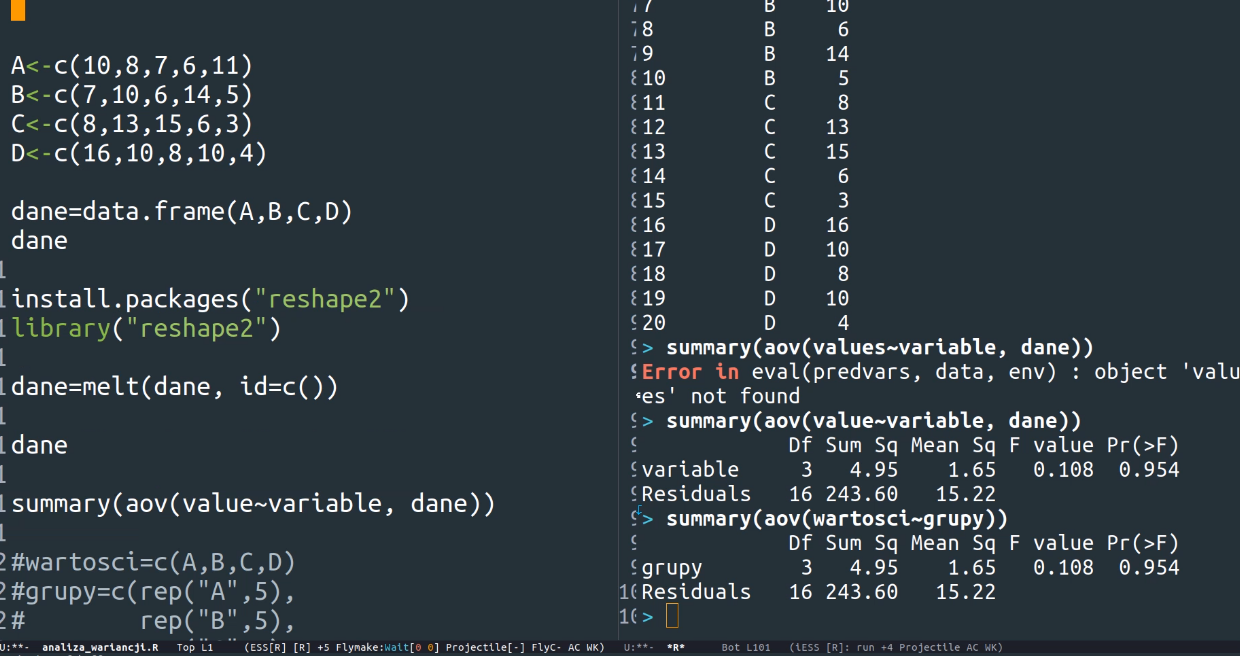 A<-c(10,8,7,6,11)
B<-c(7,10,6,14,5)
C<-c(8,13,15,6,3)
D<-c(16,10,8,10,4)
dane=data.frame(A,B,C,D)
dane
install.packages("reshape2")
library("reshape2")
dane=melt(dane, id=c())
dane
summary(aov(value~variable, dane))
#wartosci=c(A,B,C,D)
#grupy=c(rep("A",5),
#        rep("B",5),
U:**-  analiza_wariancji.R   Top L1     (ESS[R] [R] +5 Flymake:Wait[0 0] Projectile[-] FlyC- AC WK)
7 B 10
8 B 6
9 B 14
10 B 5
11 C 8
12 C 13
13 C 15
14 C 6
15 C 3
16 D 16
17 D 10
18 D 8
19 D 10
20 D 4
> summary(aov(values~variable, dane))
Error in eval(predvars, data, env) : object 'valu
es' not found
> summary(aov(value~variable, dane))
Df Sum Sq Mean Sq F value Pr(>F)
variable 3 4.95 1.65 0.108 0.954
Residuals 16 243.60 15.22
> summary(aov(wartosci~grupy))
Df Sum Sq Mean Sq F value Pr(>F)
grupy 3 4.95 1.65 0.108 0.954
Residuals 16 243.60 15.22
>
U:**-  *R*      Bot L101   (iESS [R]: run +4 Projectile AC WK)